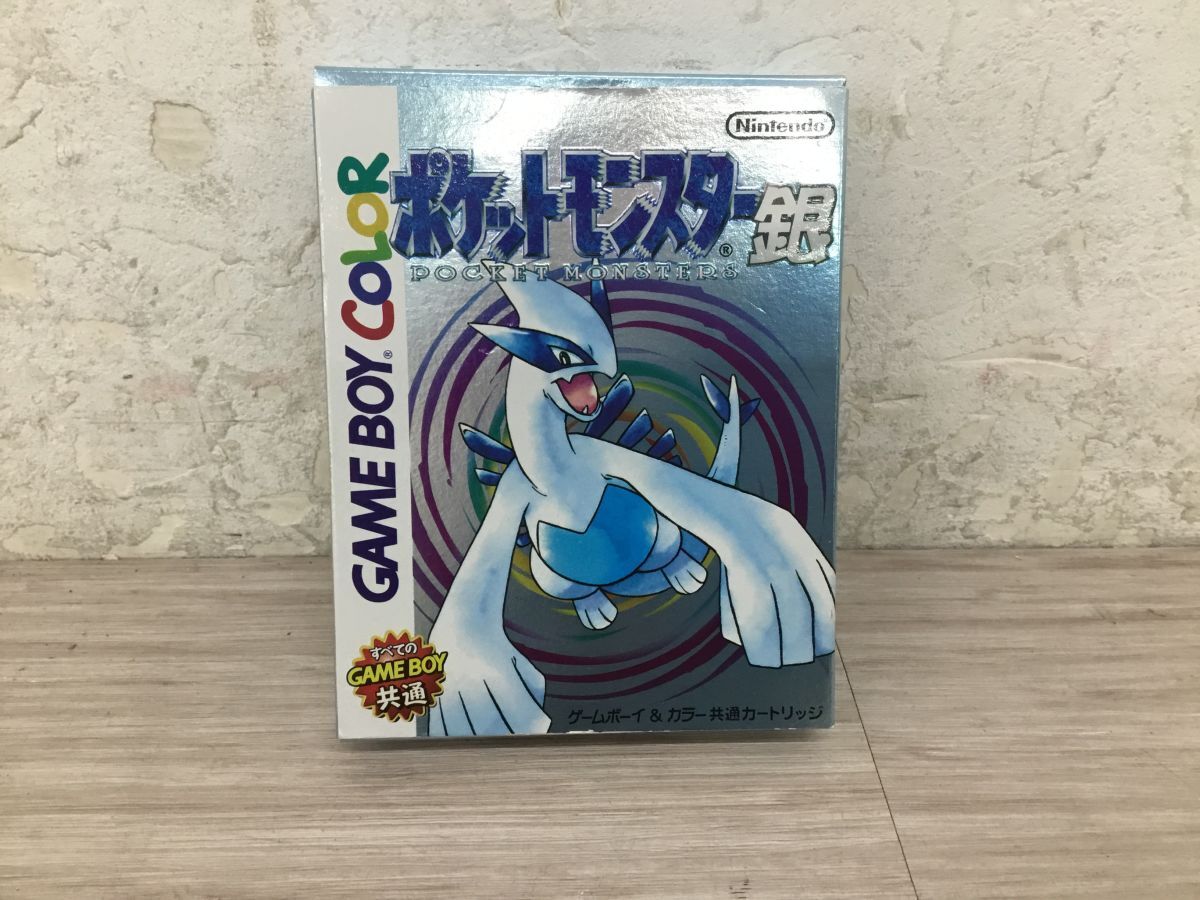 Nintendo
ポケットモンスター®銀
POCKET MONSTERS
GAME BOY® COLOR
すべての
GAME BOY
共通
ゲームボーイ & カラー共通カートリッジ